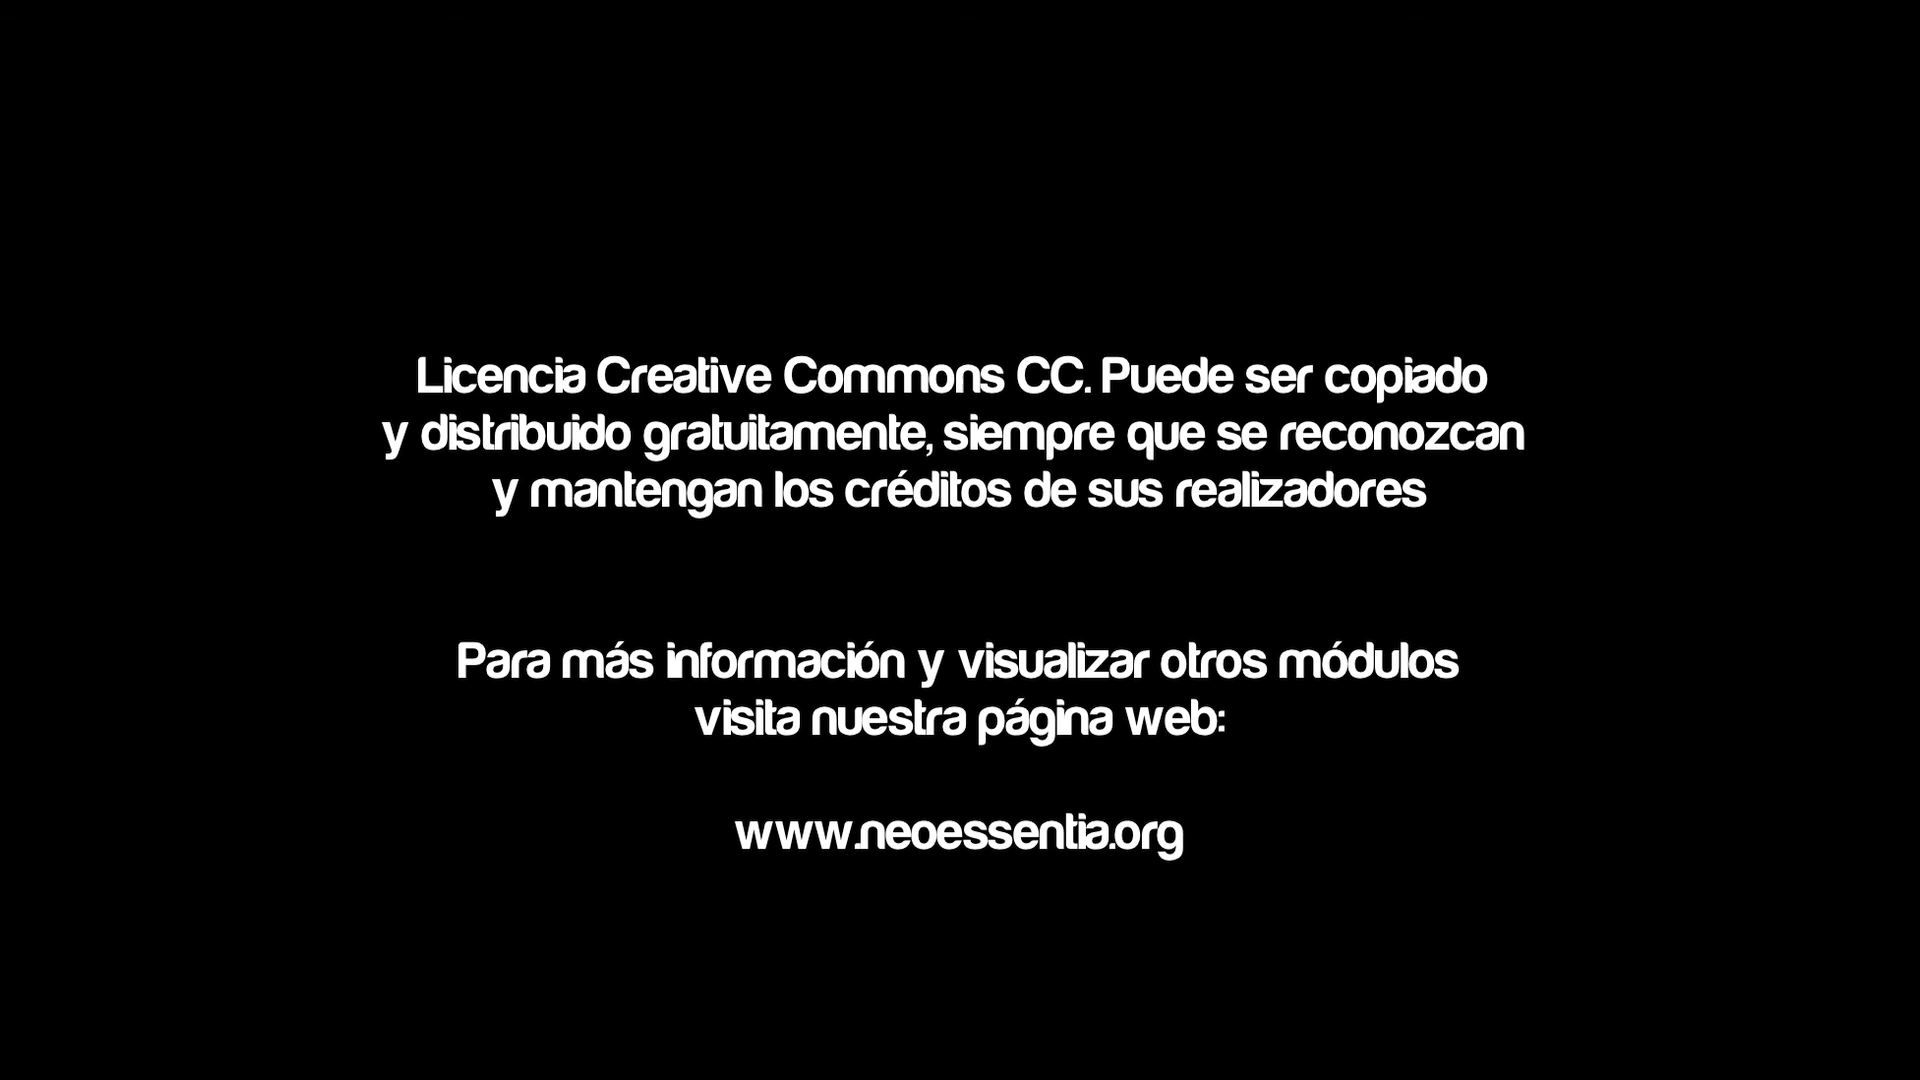 Licencia Creative Commons CC. Puede ser copiado
y distribuido gratuitamente, siempre que se reconozcan
y mantengan los créditos de sus realizadores
Para más información y visualizar otros módulos
visita nuestra página web:
www.neoessentia.org